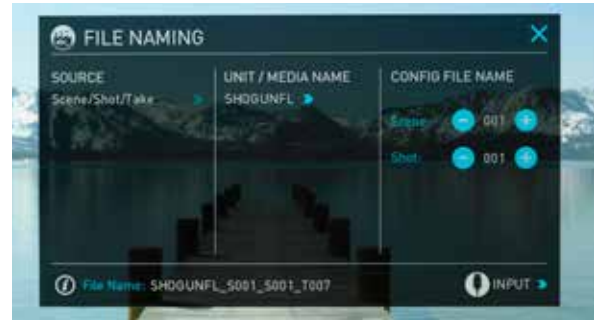 FILE NAMING
SOURCE
Scene/Shot/Take
UNIT / MEDIA NAME
SHOGUNFL
CONFIG FILE NAME
Scene: 001
Shot: 001
File Name: SHOGUNFL_S001_S001_T007
INPUT